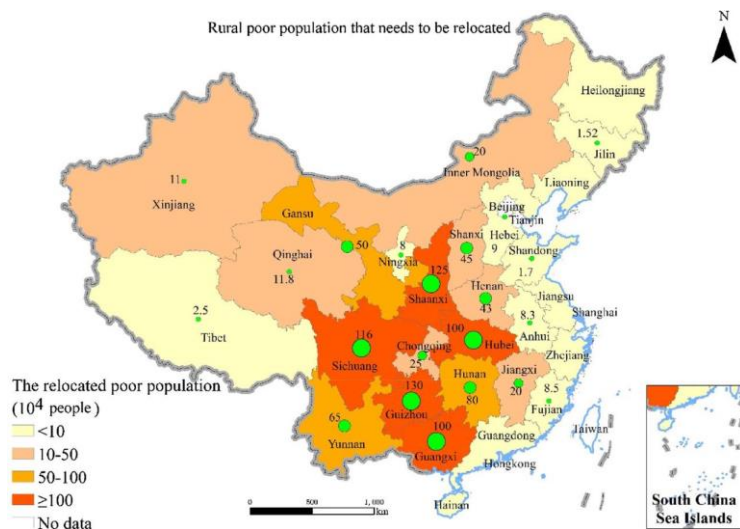 Rural poor population that needs to be relocated
N
Heilongjiang
1.52
Jilin
20
Inner Mongolia
Liaoning
11
Xinjiang
Gansu
Beijing
Tianjin
50
Shanxi
45
Hebei
9
8
Ningxia
Qinghai
11.8
Shandong
1.7
125
Shaanxi
Henan
43
Jiangsu
Shanghai
8.3
Anhui
2.5
Tibet
116
Sichuang
Chongqing
25
100
Hubei
Zhejiang
Jiangxi
20
Hunan
80
130
Guizhou
8.5
Fujian
65
Yunnan
100
Guangxi
Guangdong
Taiwan
Hongkong
Hainan
The relocated poor population
(10⁴ people)
<10
10-50
50-100
≥100
No data
0 500 1,000
km
South China
Sea Islands